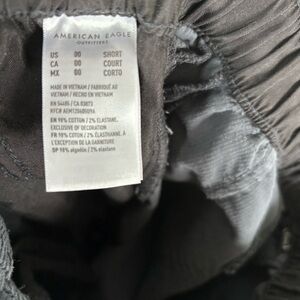 AMERICAN EAGLE
OUTFITTERS
US 00 SHORT
CA 00 COURT
MX 00 CORTO
MADE IN VIETNAM / FABRIQUÉ AU
VIETNAM / HECHO EN VIETNAM
RN 54485 / CA 03873
EN 98% COTTON / 2% ELASTANE.
EXCLUSIVE OF DECORATION
FR 98% COTON / 2% ÉLASTHANNE. À
L'EXCEPTION DE LA GARNITURE
SP 98% algodón / 2% elastano